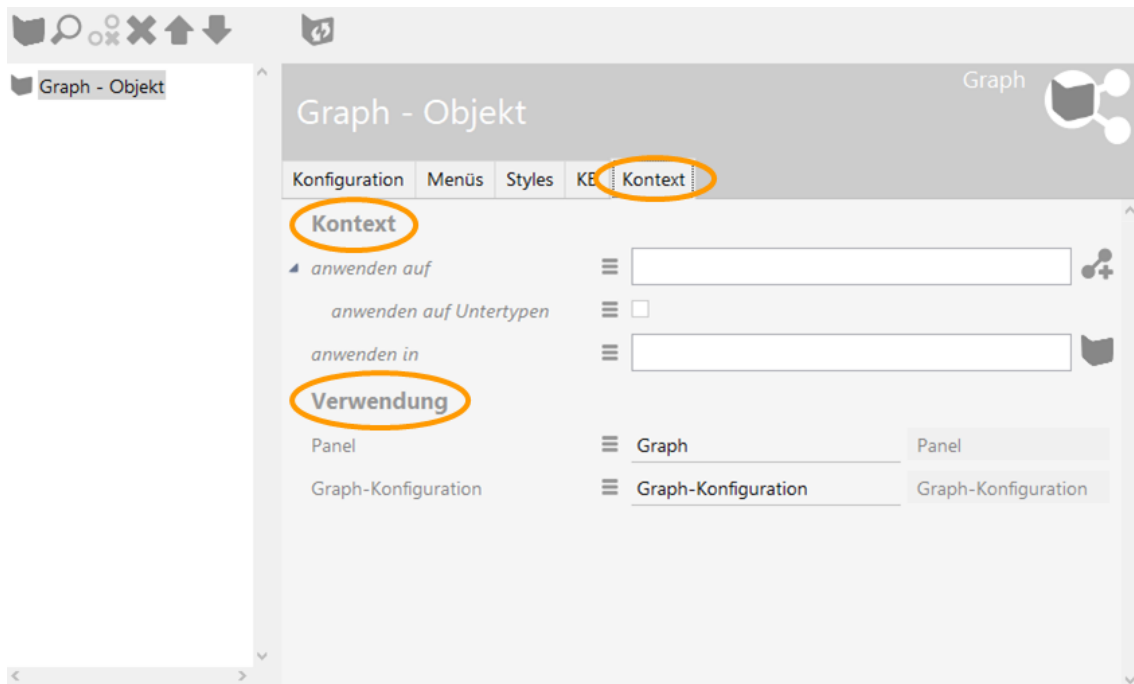 Graph - Objekt
Graph
Graph - Objekt
Konfiguration Menüs Styles KB Kontext
Kontext
anwenden auf
anwenden auf Untertypen
anwenden in
Verwendung
Panel Graph Panel
Graph-Konfiguration Graph-Konfiguration Graph-Konfiguration